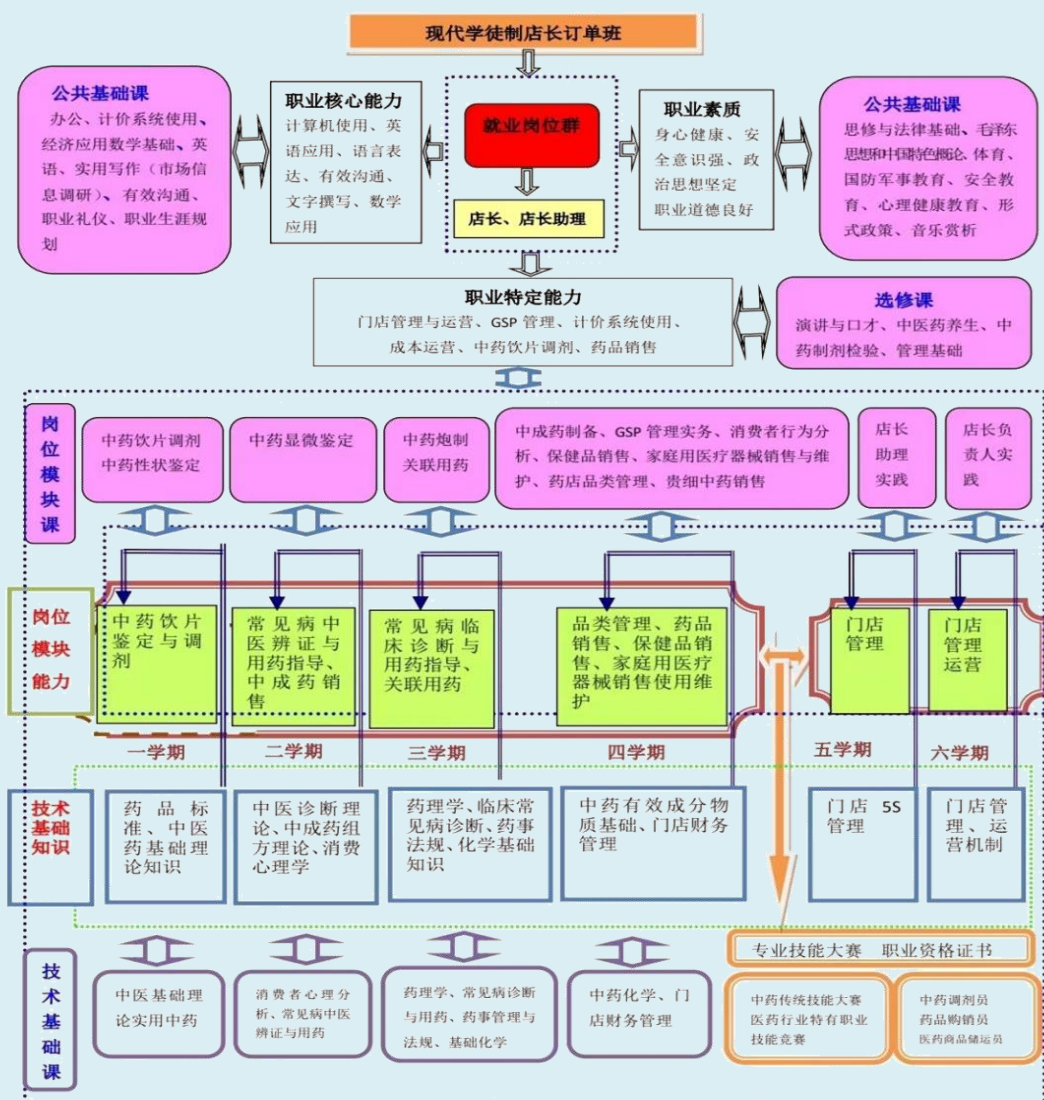 现代学徒制店长订单班
公共基础课
办公、计价系统使用、
经济应用数学基础、英
语、实用写作（市场信
息调研）、有效沟通、
职业礼仪、职业生涯规
划
职业核心能力
计算机使用、英
语应用、语言表
达、有效沟通、
文字撰写、数学
应用
就业岗位群
店长、店长助理
职业素质
身心健康、安
全意识强、政
治思想坚定
职业道德良好
公共基础课
思修与法律基础、毛泽东
思想和中国特色概论、体育、
国防军事教育、安全教
育、心理健康教育、形
式政策、音乐赏析
职业特定能力
门店管理与运营、GSP 管理、计价系统使用、
成本运营、中药饮片调剂、药品销售
选修课
演讲与口才、中医药养生、中
药制剂检验、管理基础
岗位模块课
中药饮片调剂
中药性状鉴定
中药显微鉴定
中药炮制
关联用药
中成药制备、GSP 管理实务、消费者行为分
析、保健品销售、家庭用医疗器械销售与维
护、药店品类管理、贵细中药销售
店长
助理
实践
店长负
责人实
践
岗位
模块
能力
中药饮片
鉴定与调
剂
常见病中
医辨证与
用药指导、
中成药销
售
常见病临
床诊断与
用药指导、
关联用药
品类管理、药品
销售、保健品销
售、家庭用医疗
器械销售使用维
护
门店
管理
门店
管理
运营
一学期
二学期
三学期
四学期
五学期
六学期
技术
基础
知识
药品标
准、中医
药基础理
论知识
中医诊断理
论、中成药组
方理论、消费
心理学
药理学、临床常
见病诊断、药事
法规、化学基础
知识
中药有效成分物
质基础、门店财务
管理
门店 5S
管理
门店管
理、运
营机制
技术基础课
中医基础理
论实用中药
消费者心理分
析、常见病中医
辨证与用药
药理学、常见病诊断
与用药、药事管理与
法规、基础化学
中药化学、门
店财务管理
专业技能大赛 职业资格证书
中药传统技能大赛
医药行业特有职业
技能竞赛
中药调剂员
药品购销员
医药商品储运员